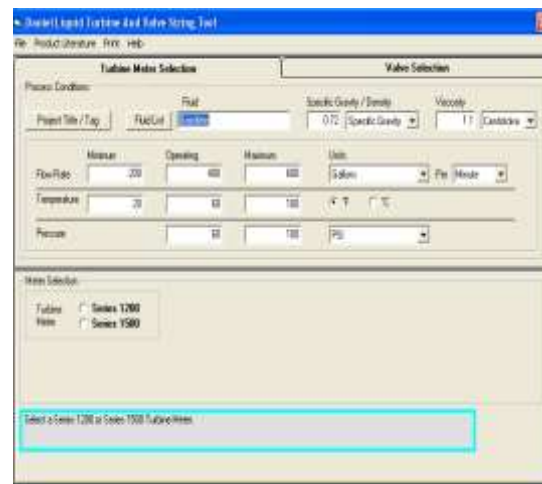 Daniel Liquid Turbine And Valve Sizing Tool
File Product Literature Print Help
Turbine Meter Selection Valve Selection
Process Conditions
Fluid Specific Gravity / Density Viscosity
Project Title / Tag Fluid List 0.72 Specific Gravity 1.1 Centistokes
Minimum Operating Maximum Units
Flow Rate 200 400 600 Gallons Per Minute
Temperature 20 60 100 °F °C
Pressure 60 100 PSI
Meter Selection
Turbine Series 1200
Meter Series 1500
Select a Series 1200 or Series 1500 Turbine Meter.